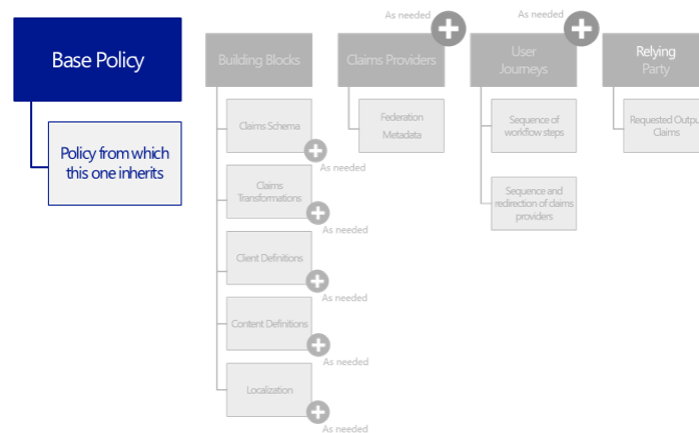 As needed
As needed
Base Policy
Building Blocks
Claims Providers
User
Journeys
Relying
Party
Policy from which
this one inherits
Claims Schema
As needed
Claims
Transformations
As needed
Client Definitions
As needed
Content Definitions
As needed
Localization
As needed
Federation
Metadata
Sequence of
workflow steps
Sequence and
redirection of claims
providers
Requested Outpu
Claims